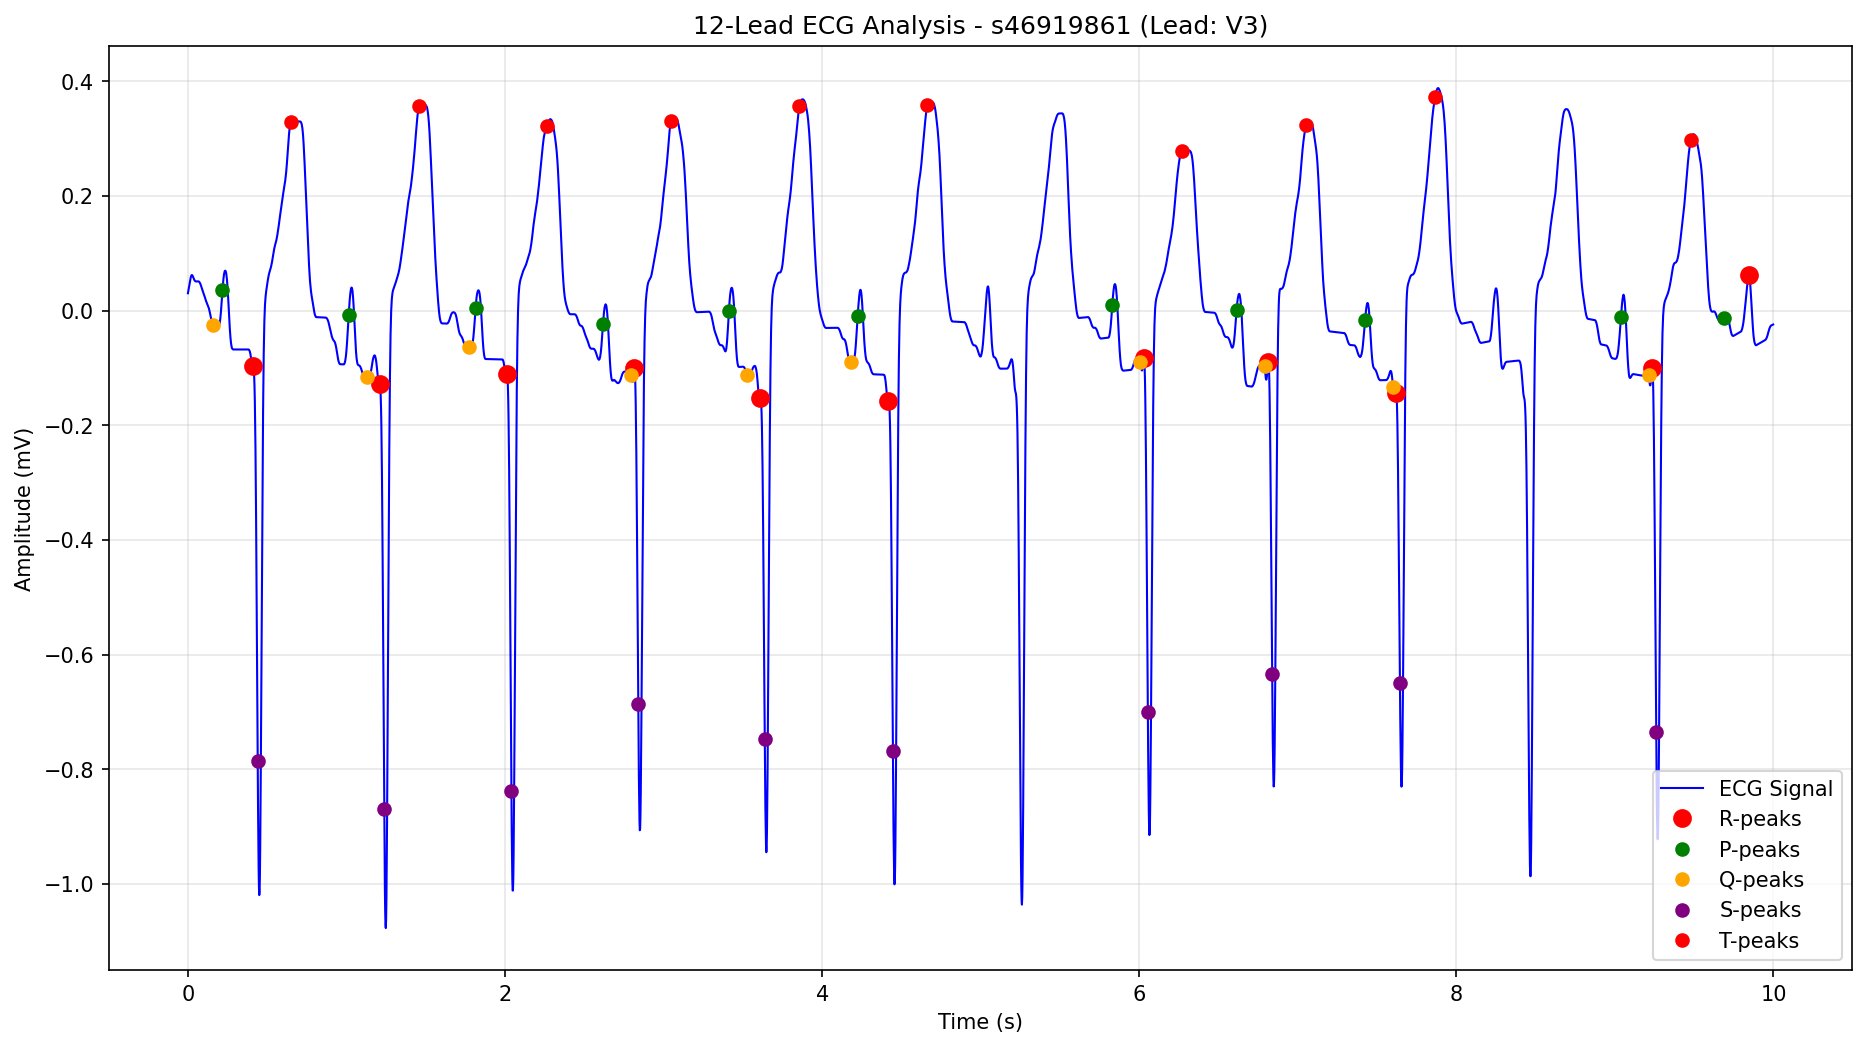 12-Lead ECG Analysis - s46919861 (Lead: V3)
Amplitude (mV)
0.4
0.2
0.0
−0.2
−0.4
−0.6
−0.8
−1.0
ECG Signal
R-peaks
P-peaks
Q-peaks
S-peaks
T-peaks
0 2 4 6 8 10
Time (s)